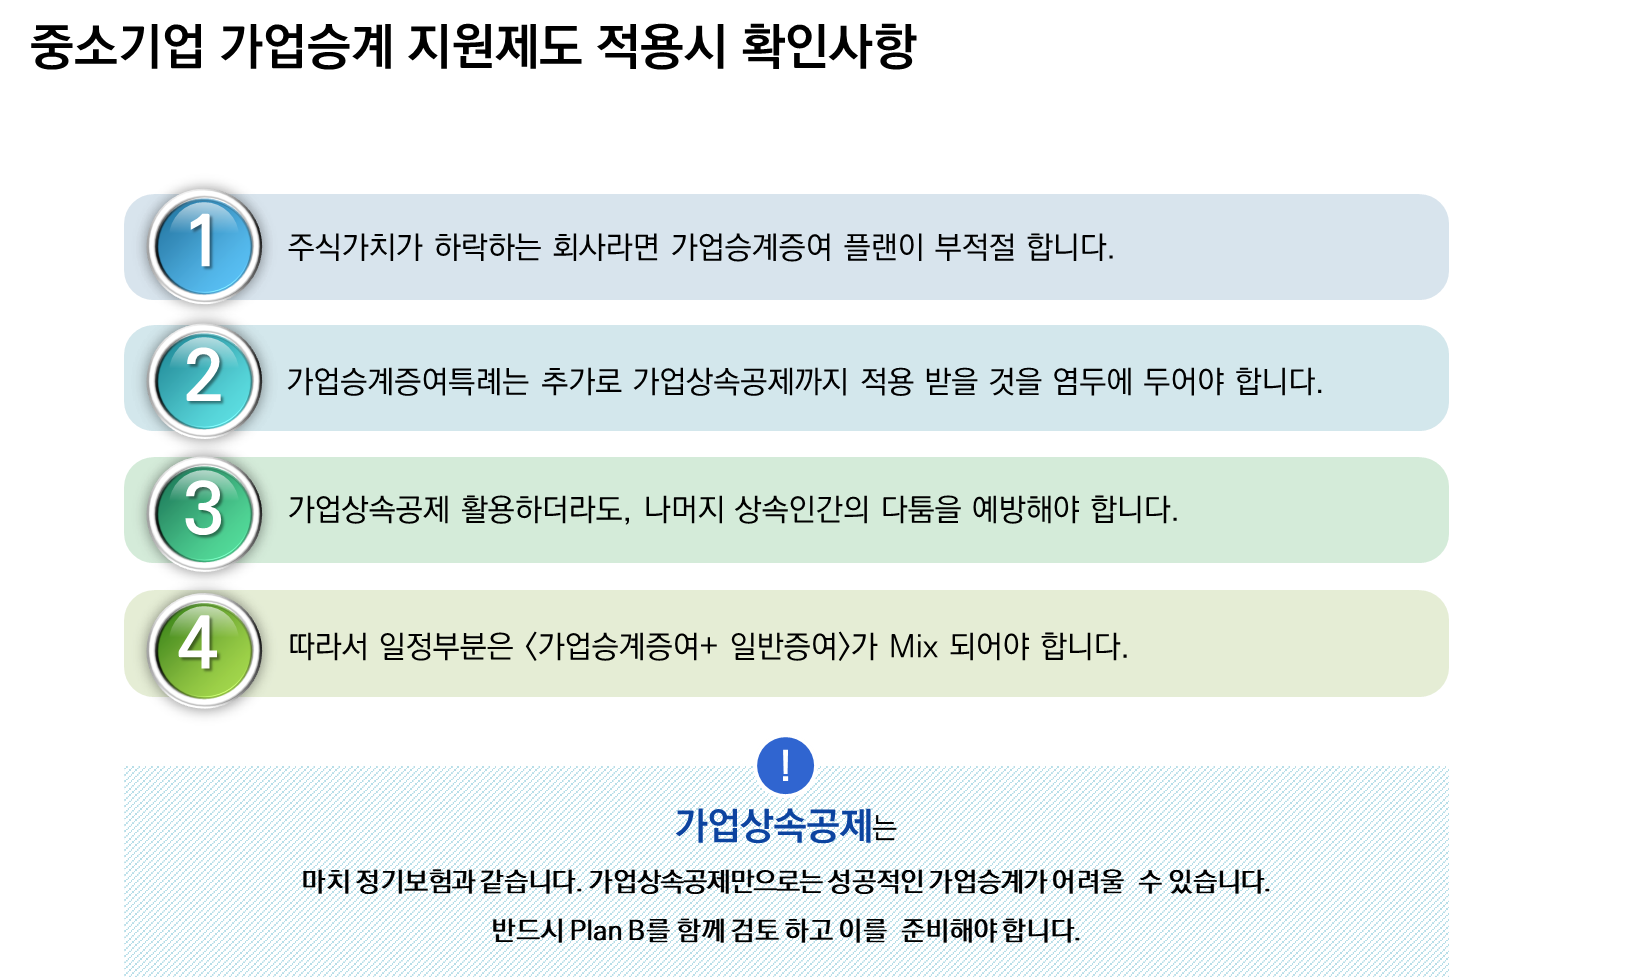 중소기업 가업승계 지원제도 적용시 확인사항
1 주식가치가 하락하는 회사라면 가업승계증여 플랜이 부적절 합니다.
2 가업승계증여특례는 추가로 가업상속공제까지 적용 받을 것을 염두에 두어야 합니다.
3 가업상속공제 활용하더라도, 나머지 상속인간의 다툼을 예방해야 합니다.
4 따라서 일정부분은 <가업승계증여+ 일반증여>가 Mix 되어야 합니다.
!
가업상속공제는
마치 정기보험과 같습니다. 가업상속공제만으로는 성공적인 가업승계가 어려울 수 있습니다.
반드시 Plan B를 함께 검토 하고 이를 준비해야 합니다.